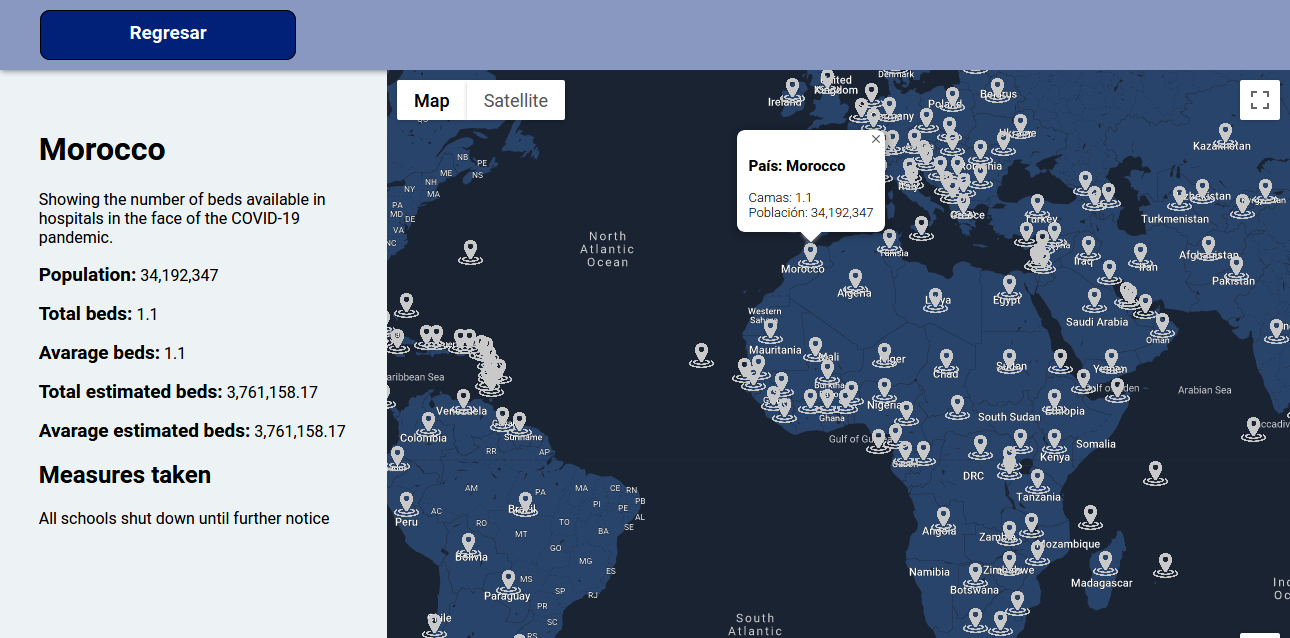 Regresar
Morocco
Showing the number of beds available in
hospitals in the face of the COVID-19
pandemic.
Population: 34,192,347
Total beds: 1.1
Avarage beds: 1.1
Total estimated beds: 3,761,158.17
Avarage estimated beds: 3,761,158.17
Measures taken
All schools shut down until further notice
Map
Satellite
País: Morocco
Camas: 1.1
Población: 34,192,347
United
Kingdom
Denmark
Ireland
Poland
Belarus
Ukraine
Kazakhstan
NB
PE
ME
NS
NH
NY
MA
PA
MD
DE
VA
NC
North
Atlantic
Ocean
Italy
Greece
Turkey
Turkmenistan
Morocco
Tunisia
Syria
Iraq
Iran
Afghanistan
Pakistan
Algeria
Libya
Egypt
Western
Sahara
Saudi Arabia
Oman
Mauritania
Mali
Niger
Chad
Sudan
Yemen
Gulf of Aden
Arabian Sea
Caribbean Sea
Burkina
Ghana
Nigeria
South Sudan
Ethiopia
Venezuela
Colombia
Suriname
Gulf of Guinea
Gabon
Kenya
Somalia
RR
AP
DRC
Tanzania
AM
PA
MA
CE
RN
PB
PI
PE
AL
SE
Peru
AC
Brazil
RO
TO
BA
MT
Angola
Zambia
Mozambique
GO
Bolivia
MG
ES
Namibia
Zimbabwe
Madagascar
Botswana
MS
Paraguay
SP
RJ
PR
SC
RS
Chile
South
Atlantic